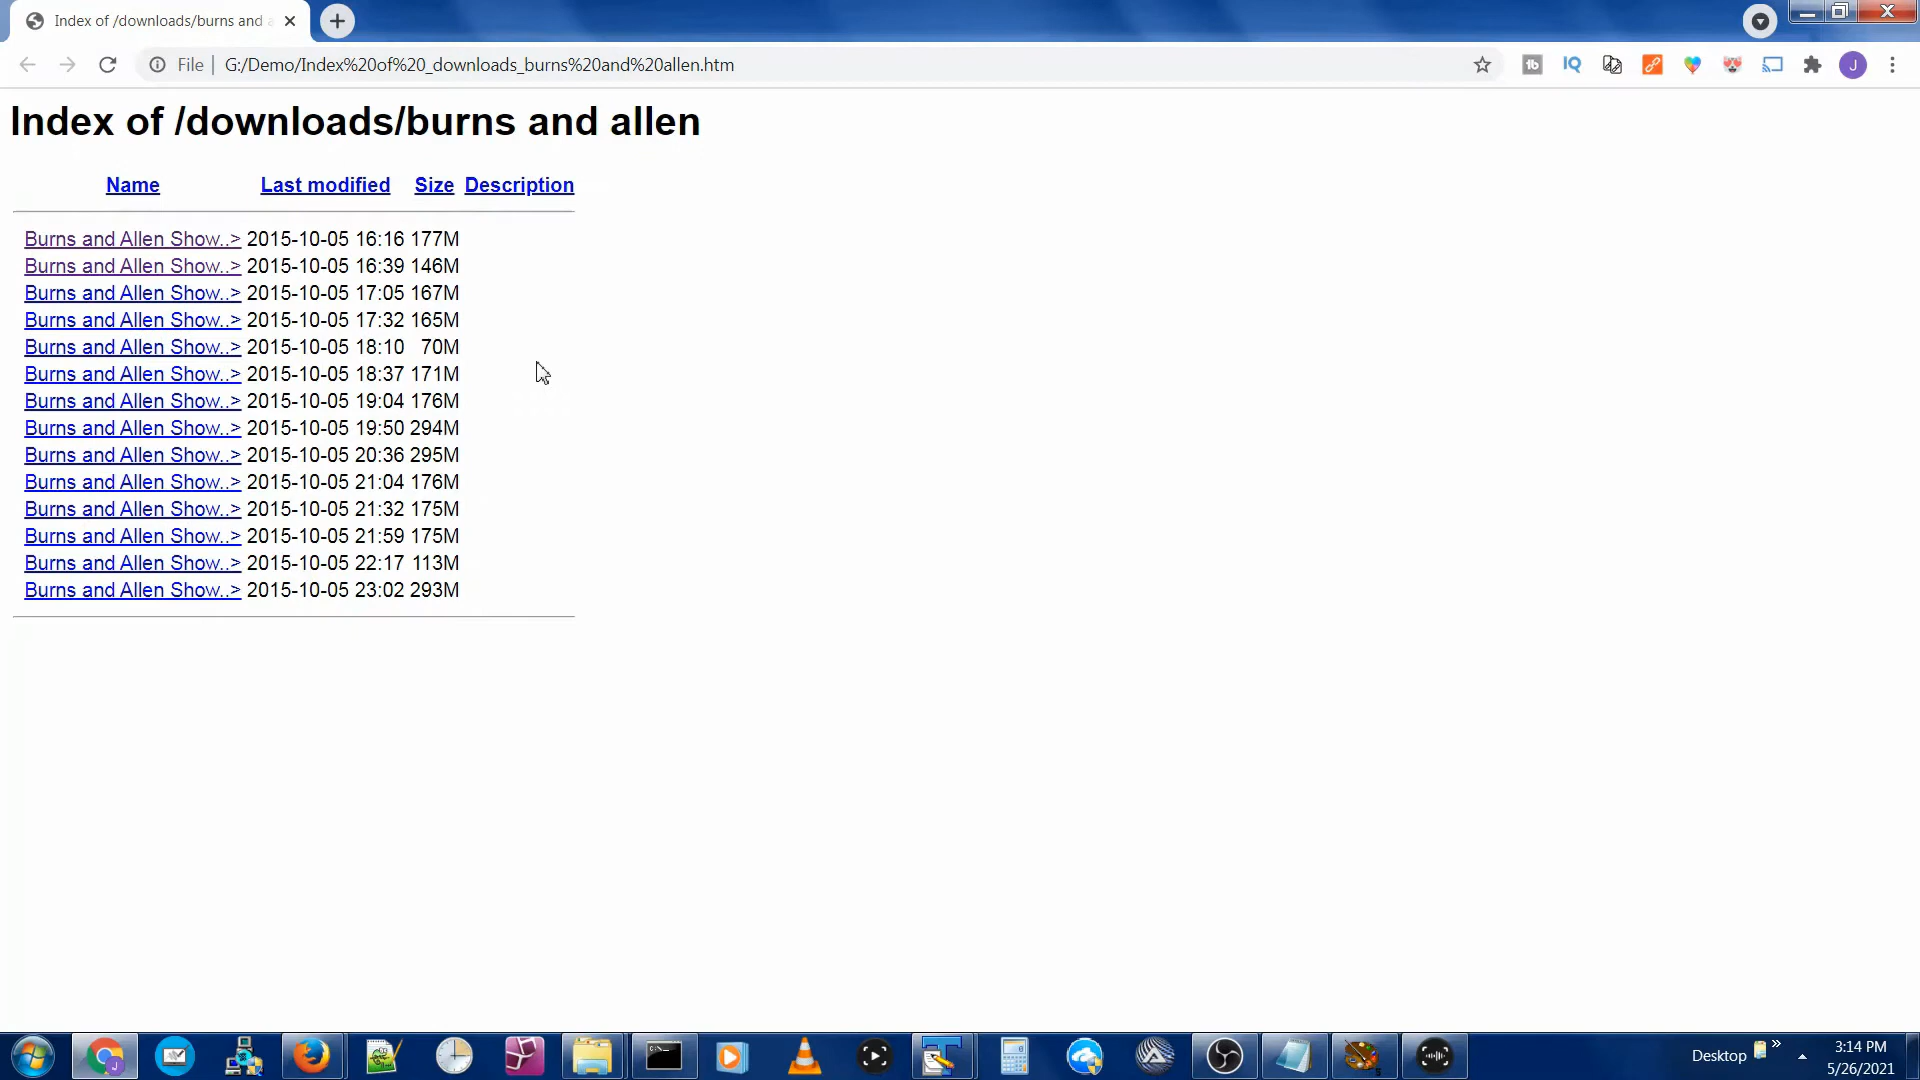 Index of /downloads/burns and a
File | G:/Demo/Index%20of%20_downloads_burns%20and%20allen.htm
tb
IQ
J
Index of /downloads/burns and allen
Name Last modified Size Description
Burns and Allen Show..> 2015-10-05 16:16 177M
Burns and Allen Show..> 2015-10-05 16:39 146M
Burns and Allen Show..> 2015-10-05 17:05 167M
Burns and Allen Show..> 2015-10-05 17:32 165M
Burns and Allen Show..> 2015-10-05 18:10 70M
Burns and Allen Show..> 2015-10-05 18:37 171M
Burns and Allen Show..> 2015-10-05 19:04 176M
Burns and Allen Show..> 2015-10-05 19:50 294M
Burns and Allen Show..> 2015-10-05 20:36 295M
Burns and Allen Show..> 2015-10-05 21:04 176M
Burns and Allen Show..> 2015-10-05 21:32 175M
Burns and Allen Show..> 2015-10-05 21:59 175M
Burns and Allen Show..> 2015-10-05 22:17 113M
Burns and Allen Show..> 2015-10-05 23:02 293M
J
Desktop
3:14 PM
5/26/2021